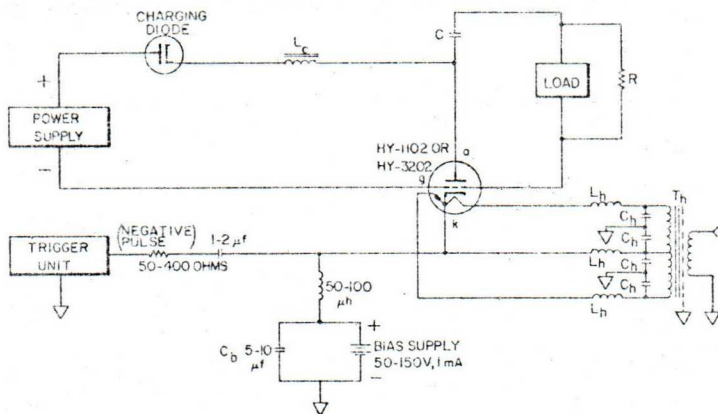 CHARGING
DIODE
Lc
C
+
POWER
SUPPLY
−
LOAD
R
HY-1102 OR
HY-3202
a
g
k
Lh
Th
Ch
(NEGATIVE)
PULSE
1-2 μf
TRIGGER
UNIT
50-400 OHMS
Lh
Ch
Ch
Ch
Lh
50-100
μh
+
Cb 5-10
μf
BIAS SUPPLY
50-150V, 1 mA
−